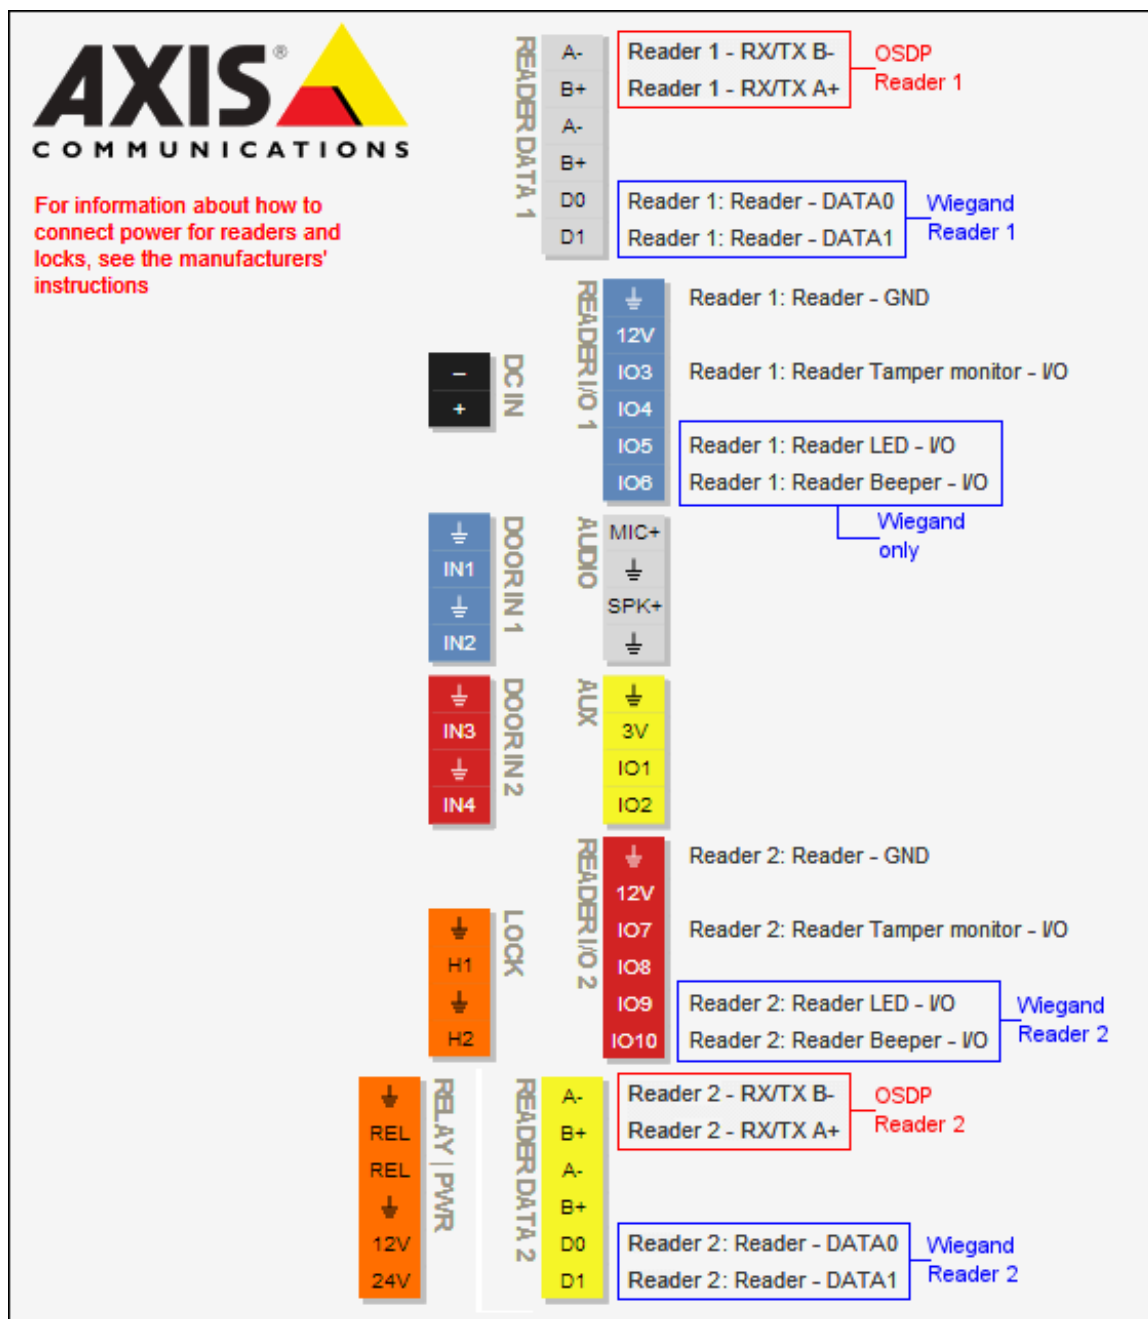 AXIS®
COMMUNICATIONS
For information about how to
connect power for readers and
locks, see the manufacturers'
instructions
READER DATA 1
A-
B+
A-
B+
D0
D1
Reader 1 - RX/TX B-
Reader 1 - RX/TX A+
OSDP
Reader 1
Reader 1: Reader - DATA0
Reader 1: Reader - DATA1
Wiegand
Reader 1
READER I/O 1
12V
IO3
IO4
IO5
IO6
Reader 1: Reader - GND
Reader 1: Reader Tamper monitor - I/O
Reader 1: Reader LED - I/O
Reader 1: Reader Beeper - I/O
Wiegand
only
–
+
DC IN
IN1
IN2
DOOR IN 1
AUDIO
MIC+
SPK+
IN3
IN4
DOOR IN 2
AUX
3V
IO1
IO2
READER I/O 2
12V
IO7
IO8
IO9
IO10
Reader 2: Reader - GND
Reader 2: Reader Tamper monitor - I/O
Reader 2: Reader LED - I/O
Reader 2: Reader Beeper - I/O
Wiegand
Reader 2
H1
H2
LOCK
REL
REL
12V
24V
RELAY | PWR
READER DATA 2
A-
B+
A-
B+
D0
D1
Reader 2 - RX/TX B-
Reader 2 - RX/TX A+
OSDP
Reader 2
Reader 2: Reader - DATA0
Reader 2: Reader - DATA1
Wiegand
Reader 2